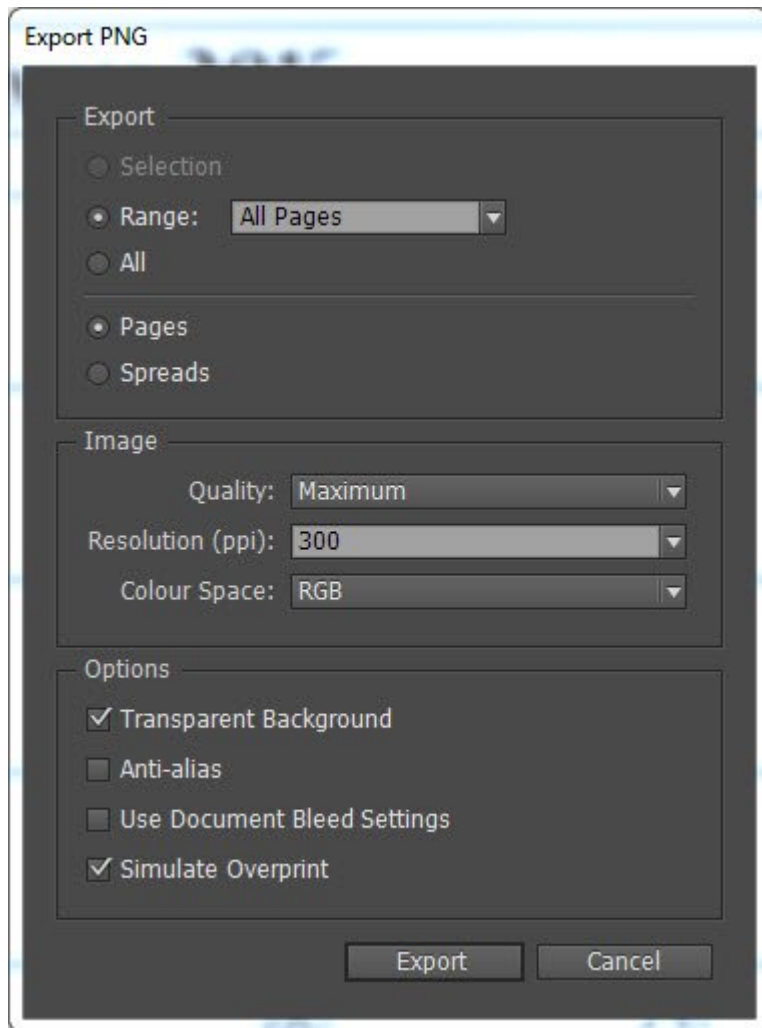 Export PNG
Export
Selection
Range: All Pages
All
Pages
Spreads
Image
Quality: Maximum
Resolution (ppi): 300
Colour Space: RGB
Options
Transparent Background
Anti-alias
Use Document Bleed Settings
Simulate Overprint
Export Cancel